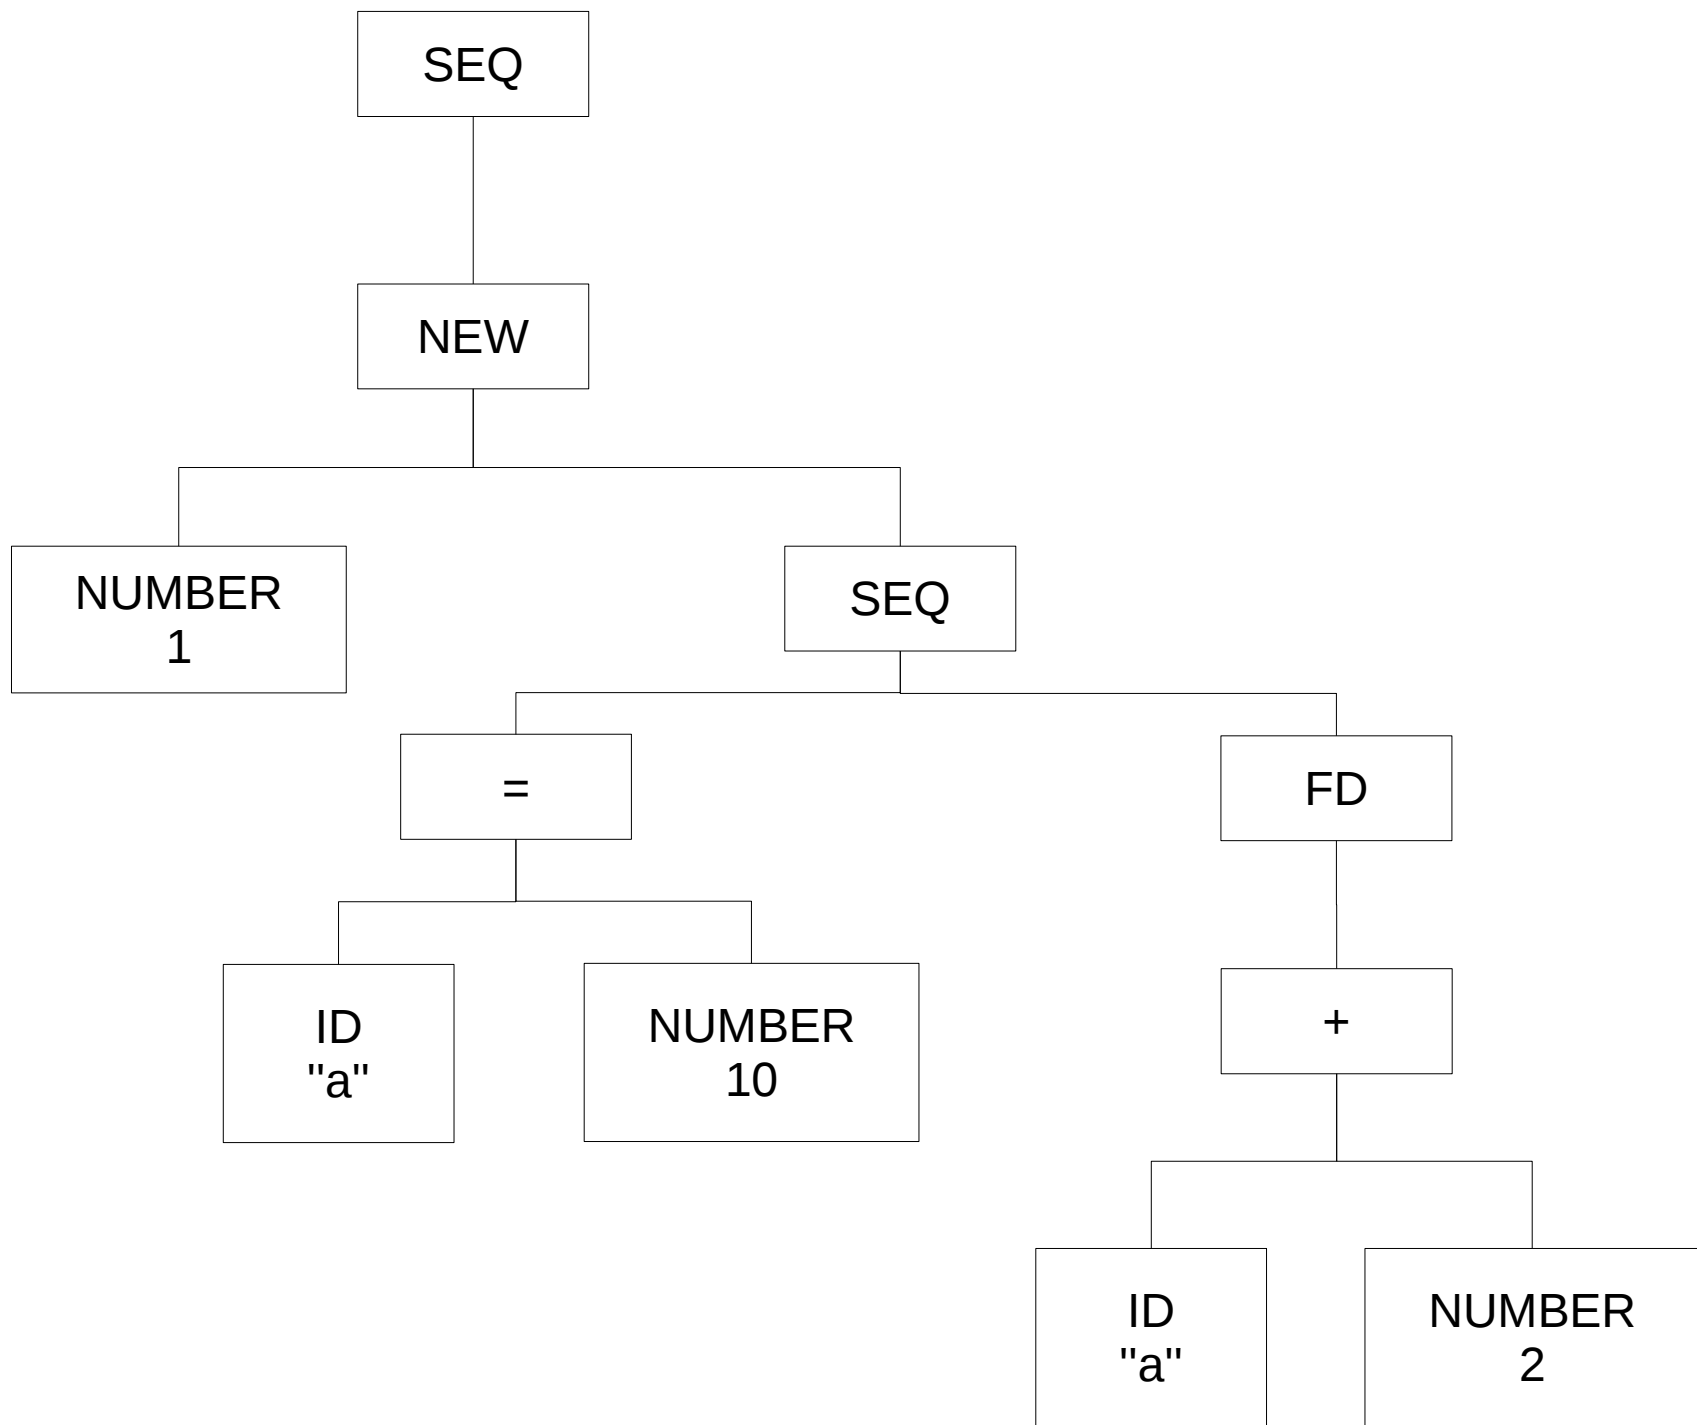 SEQ
NEW
NUMBER
1
SEQ
=
FD
ID
"a"
NUMBER
10
+
ID
"a"
NUMBER
2